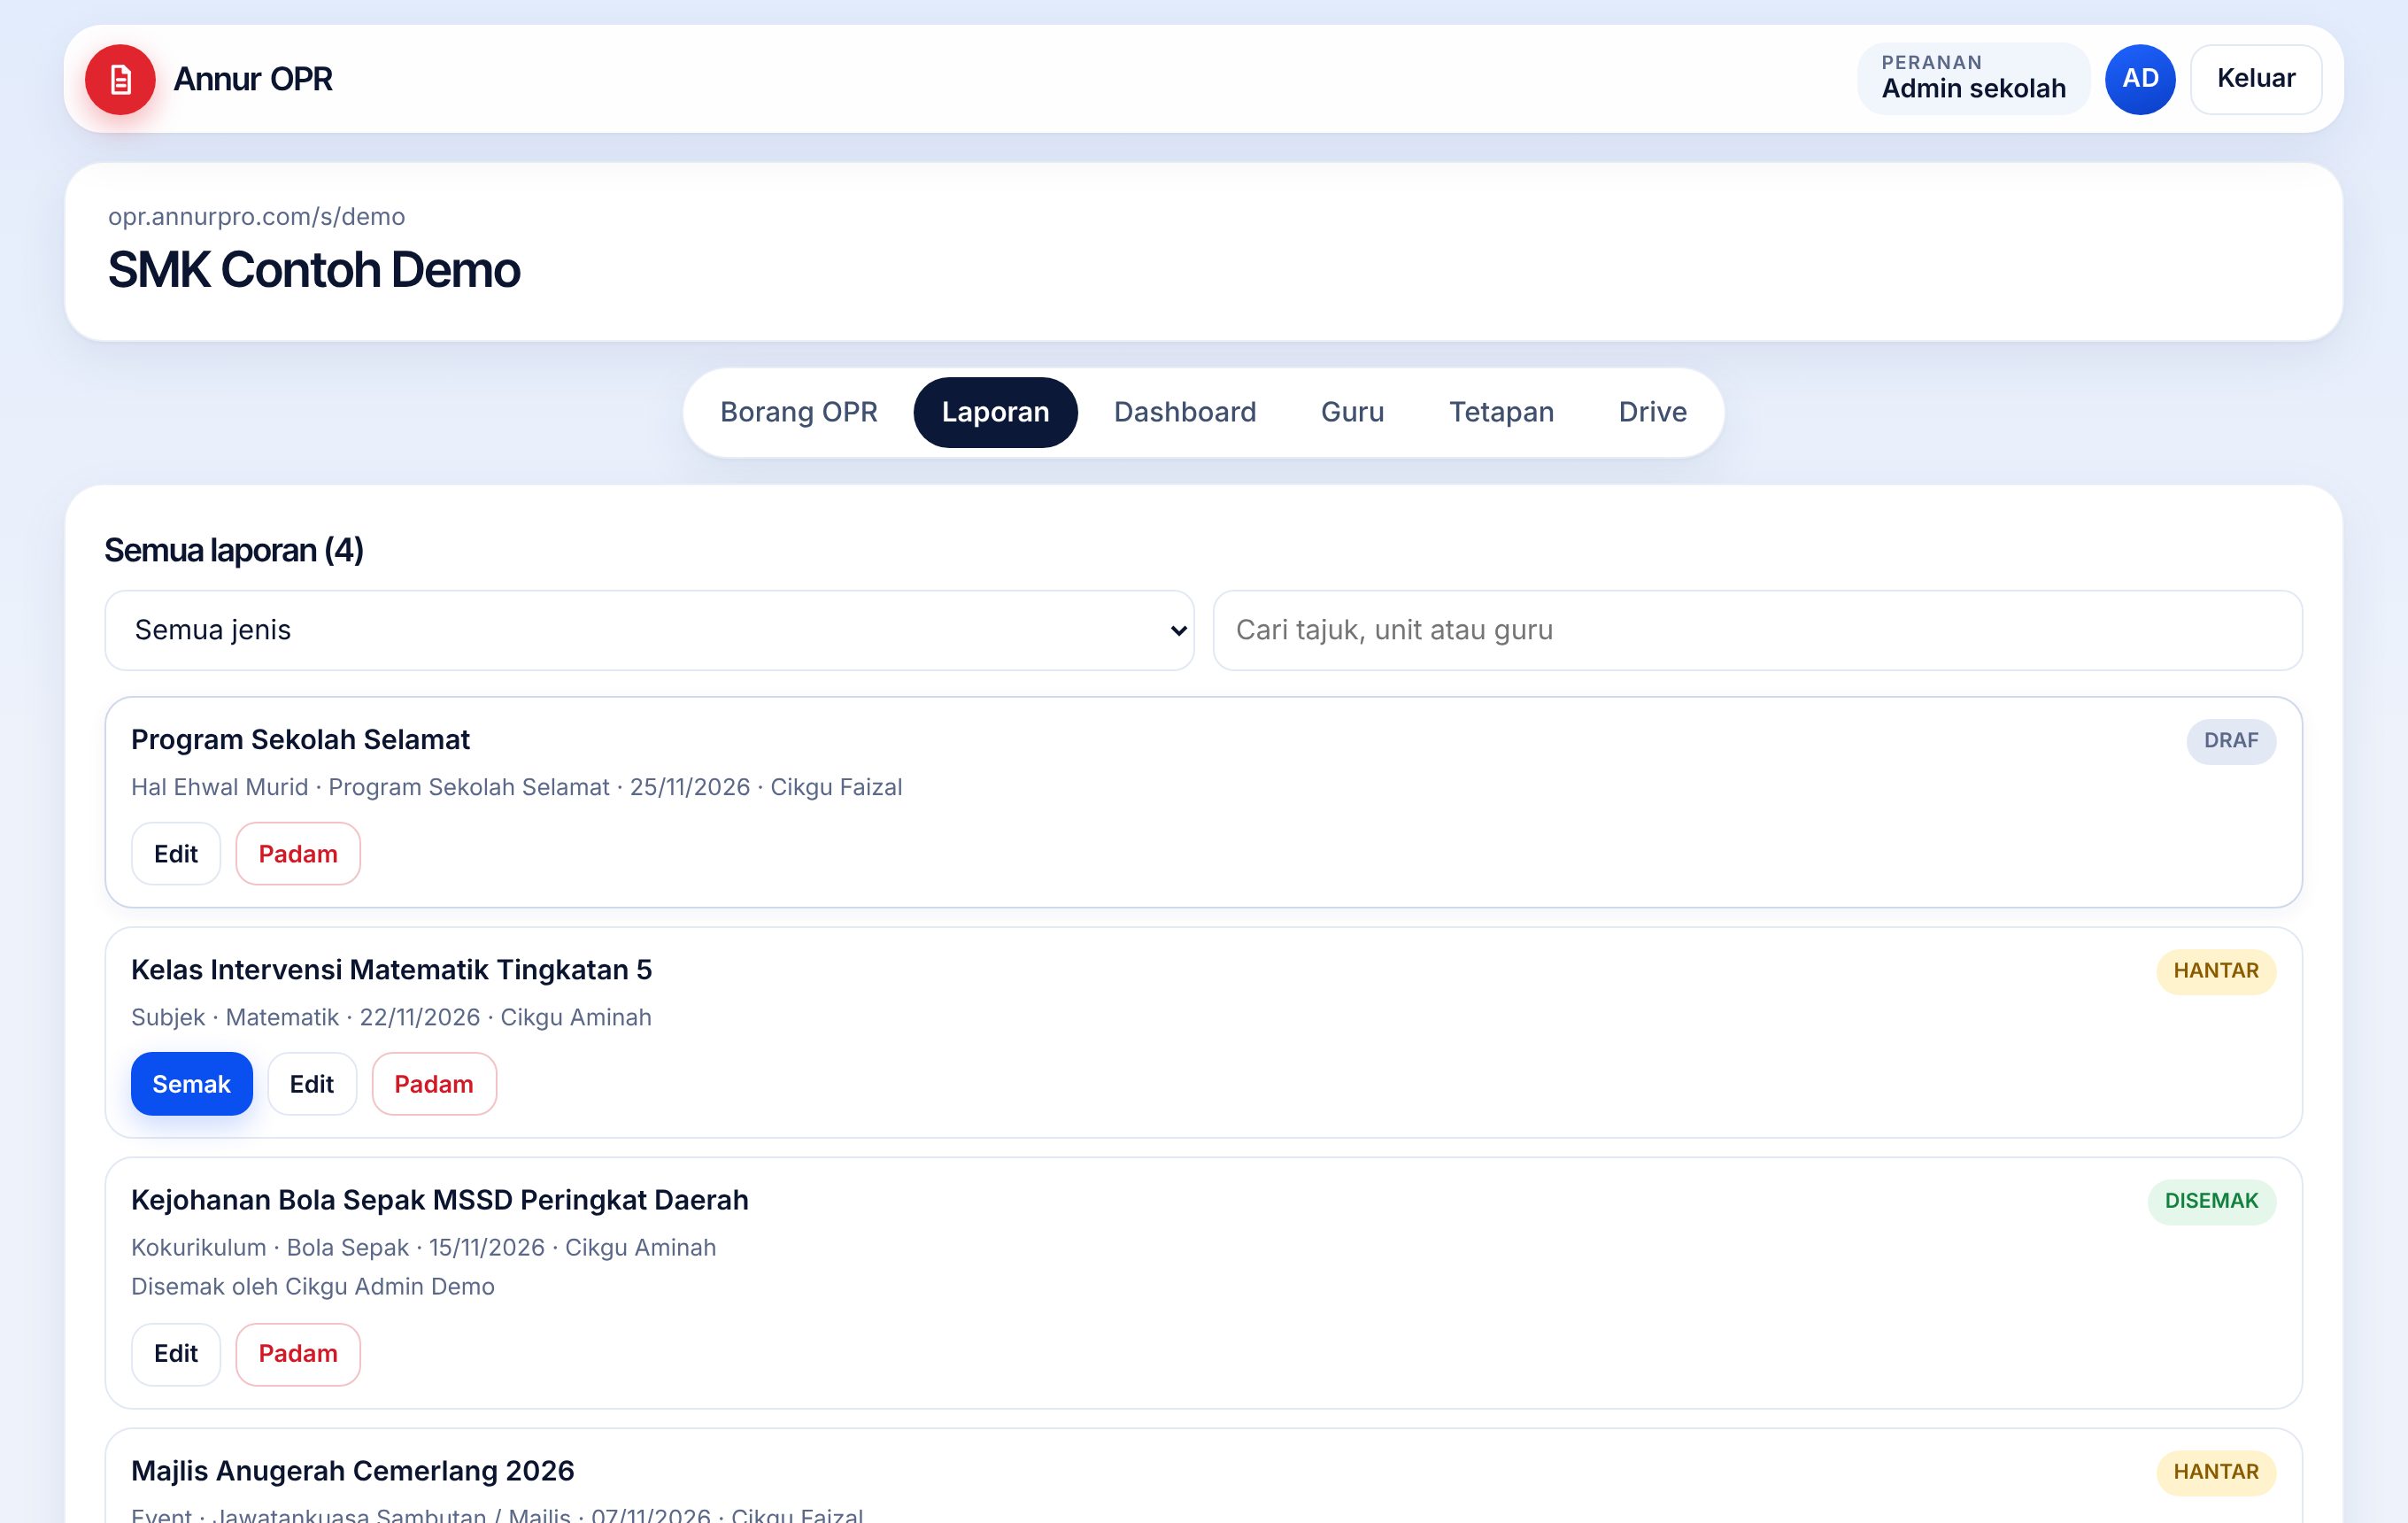 Annur OPR
PERANAN
Admin sekolah
AD
Keluar
opr.annurpro.com/s/demo
SMK Contoh Demo
Borang OPR Laporan Dashboard Guru Tetapan Drive
Semua laporan (4)
Semua jenis
Cari tajuk, unit atau guru
Program Sekolah Selamat
DRAF
Hal Ehwal Murid · Program Sekolah Selamat · 25/11/2026 · Cikgu Faizal
Edit Padam
Kelas Intervensi Matematik Tingkatan 5
HANTAR
Subjek · Matematik · 22/11/2026 · Cikgu Aminah
Semak Edit Padam
Kejohanan Bola Sepak MSSD Peringkat Daerah
DISEMAK
Kokurikulum · Bola Sepak · 15/11/2026 · Cikgu Aminah
Disemak oleh Cikgu Admin Demo
Edit Padam
Majlis Anugerah Cemerlang 2026
HANTAR
Event · Jawatankuasa Sambutan / Majlis · 07/11/2026 · Cikgu Faizal